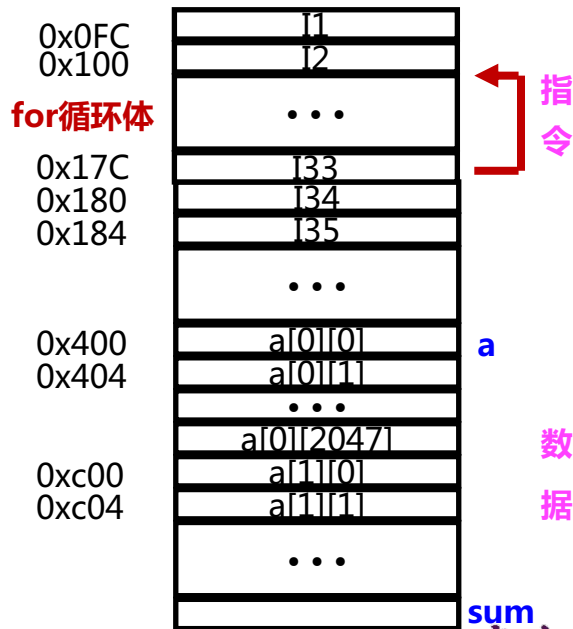 I1
0x0FC
I2
0x100
• • •
for循环体
指
令
I33
0x17C
I34
0x180
I35
0x184
• • •
a[0][0]
0x400
a
a[0][1]
0x404
• • •
a[0][2047]
数
a[1][0]
0xc00
a[1][1]
0xc04
据
• • •
sum